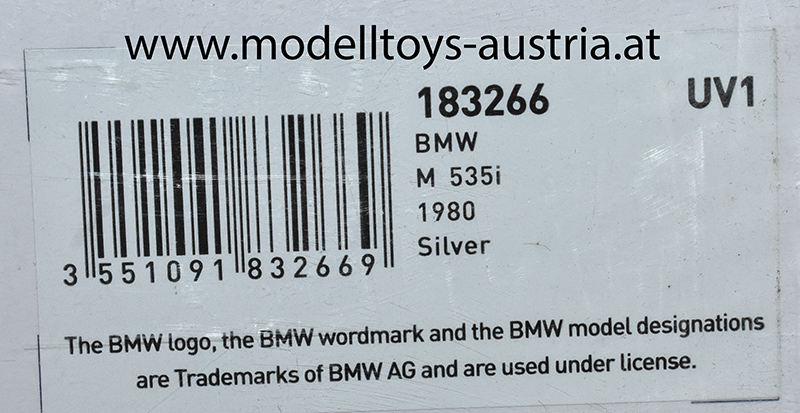 www.modelltoys-austria.at
183266
UV1
BMW
M 535i
1980
Silver
3 551091 832669
The BMW logo, the BMW wordmark and the BMW model designations
are Trademarks of BMW AG and are used under license.